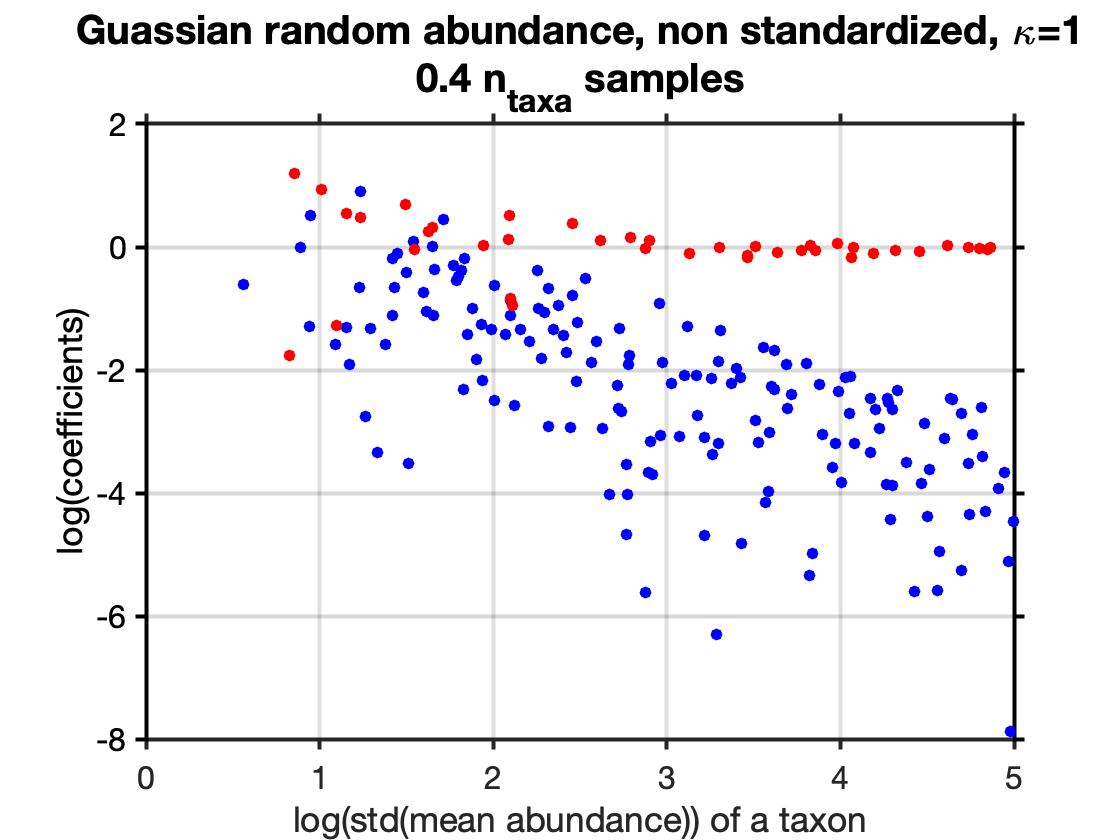 Guassian random abundance, non standardized, κ=1
0.4 n_taxa samples
2
0
-2
-4
-6
-8
log(coefficients)
0 1 2 3 4 5
log(std(mean abundance)) of a taxon